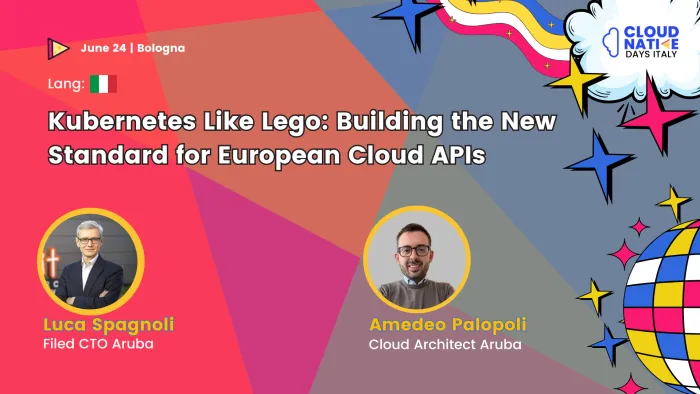 June 24 | Bologna
CLOUD
NATIVE
DAYS ITALY
Lang:
Kubernetes Like Lego: Building the New
Standard for European Cloud APIs
Luca Spagnoli
Filed CTO Aruba
Amedeo Palopoli
Cloud Architect Aruba